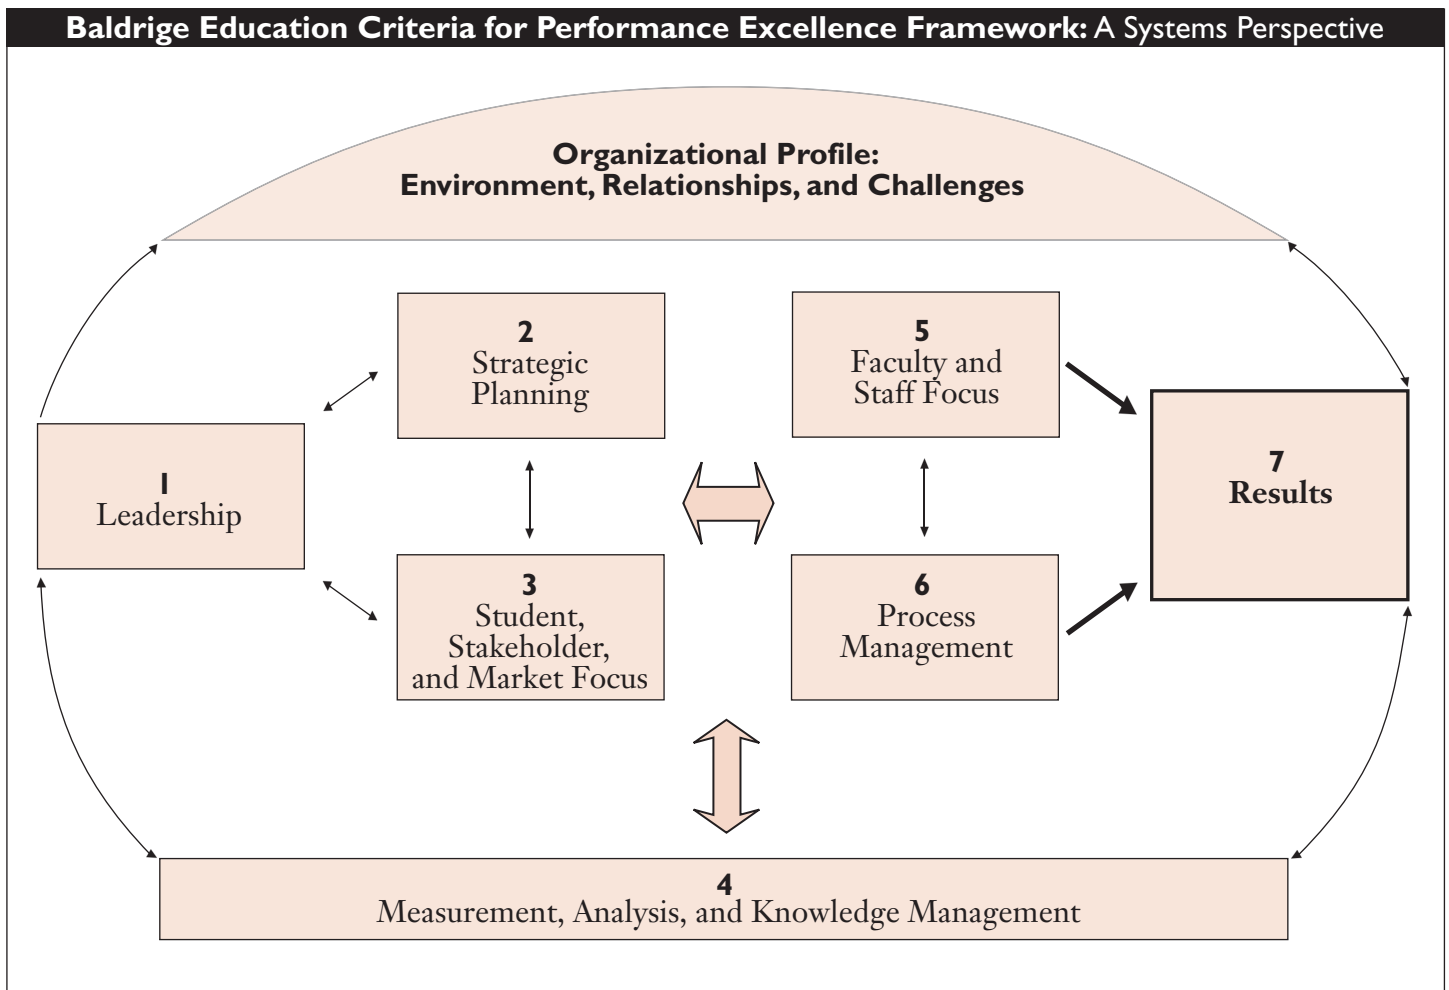 Baldrige Education Criteria for Performance Excellence Framework: A Systems Perspective
Organizational Profile:
Environment, Relationships, and Challenges
2
Strategic
Planning
5
Faculty and
Staff Focus
1
Leadership
7
Results
3
Student,
Stakeholder,
and Market Focus
6
Process
Management
4
Measurement, Analysis, and Knowledge Management